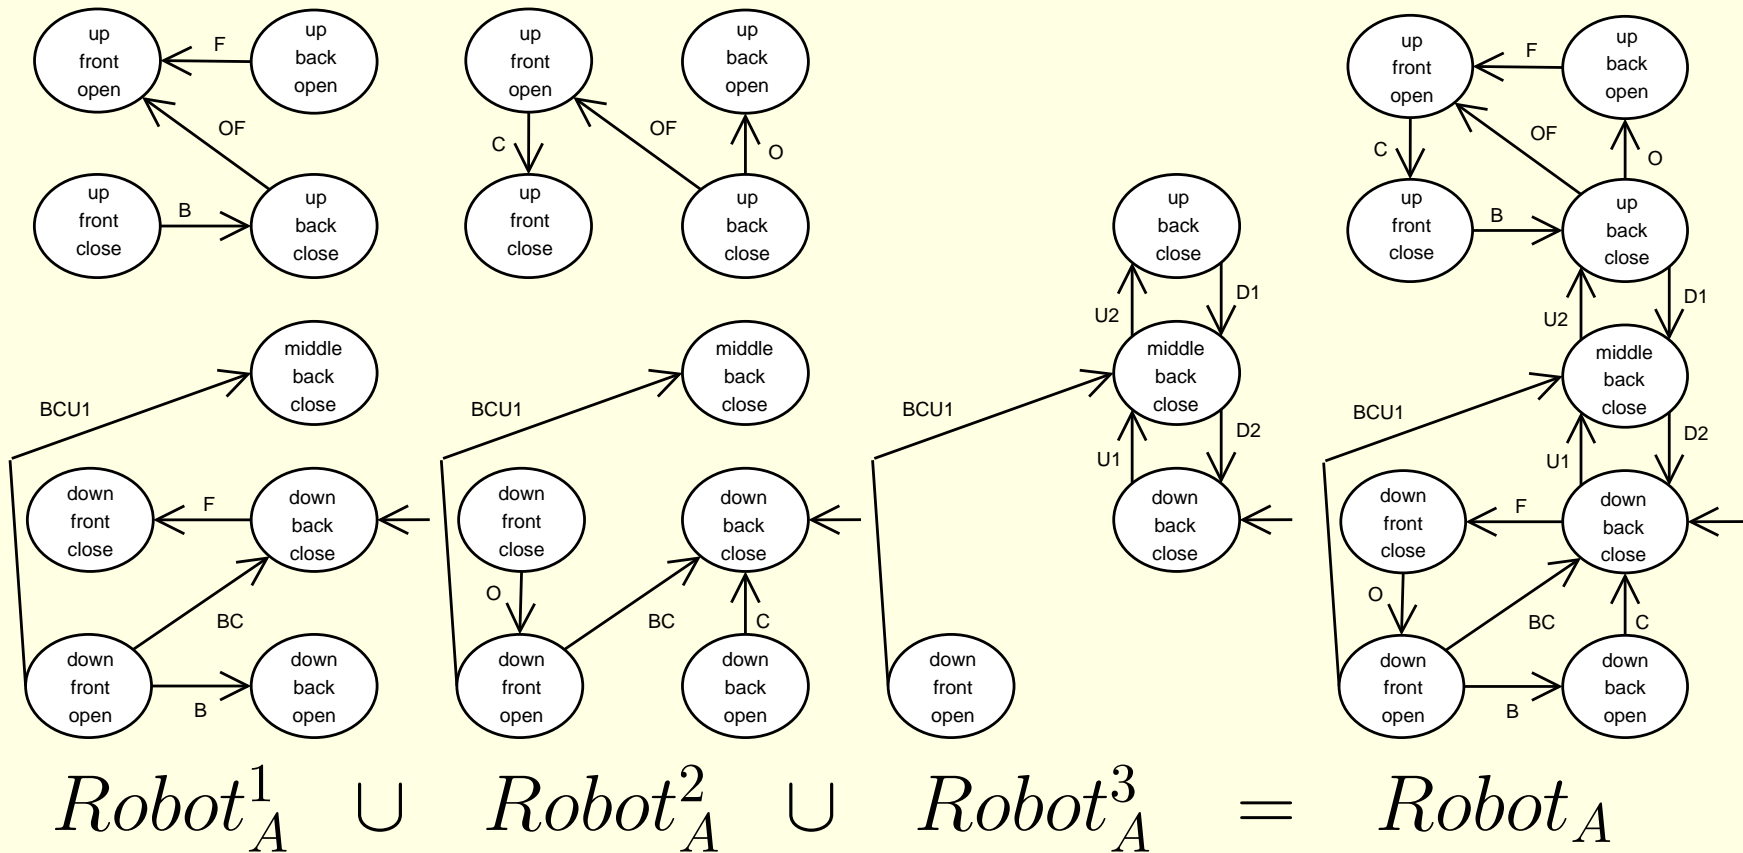 up
front
open
F
up
back
open
OF
up
front
close
B
up
back
close
middle
back
close
BCU1
down
front
close
F
down
back
close
BC
down
front
open
B
down
back
open
up
front
open
up
back
open
C
OF
O
up
front
close
up
back
close
middle
back
close
BCU1
down
front
close
down
back
close
O
BC
C
down
front
open
down
back
open
up
back
close
U2
D1
middle
back
close
BCU1
U1
D2
down
back
close
down
front
open
up
front
open
F
up
back
open
C
OF
O
up
front
close
B
up
back
close
U2
D1
middle
back
close
BCU1
U1
D2
down
front
close
F
down
back
close
O
BC
C
down
front
open
B
down
back
open
Robot¹_A ∪ Robot²_A ∪ Robot³_A = Robot_A